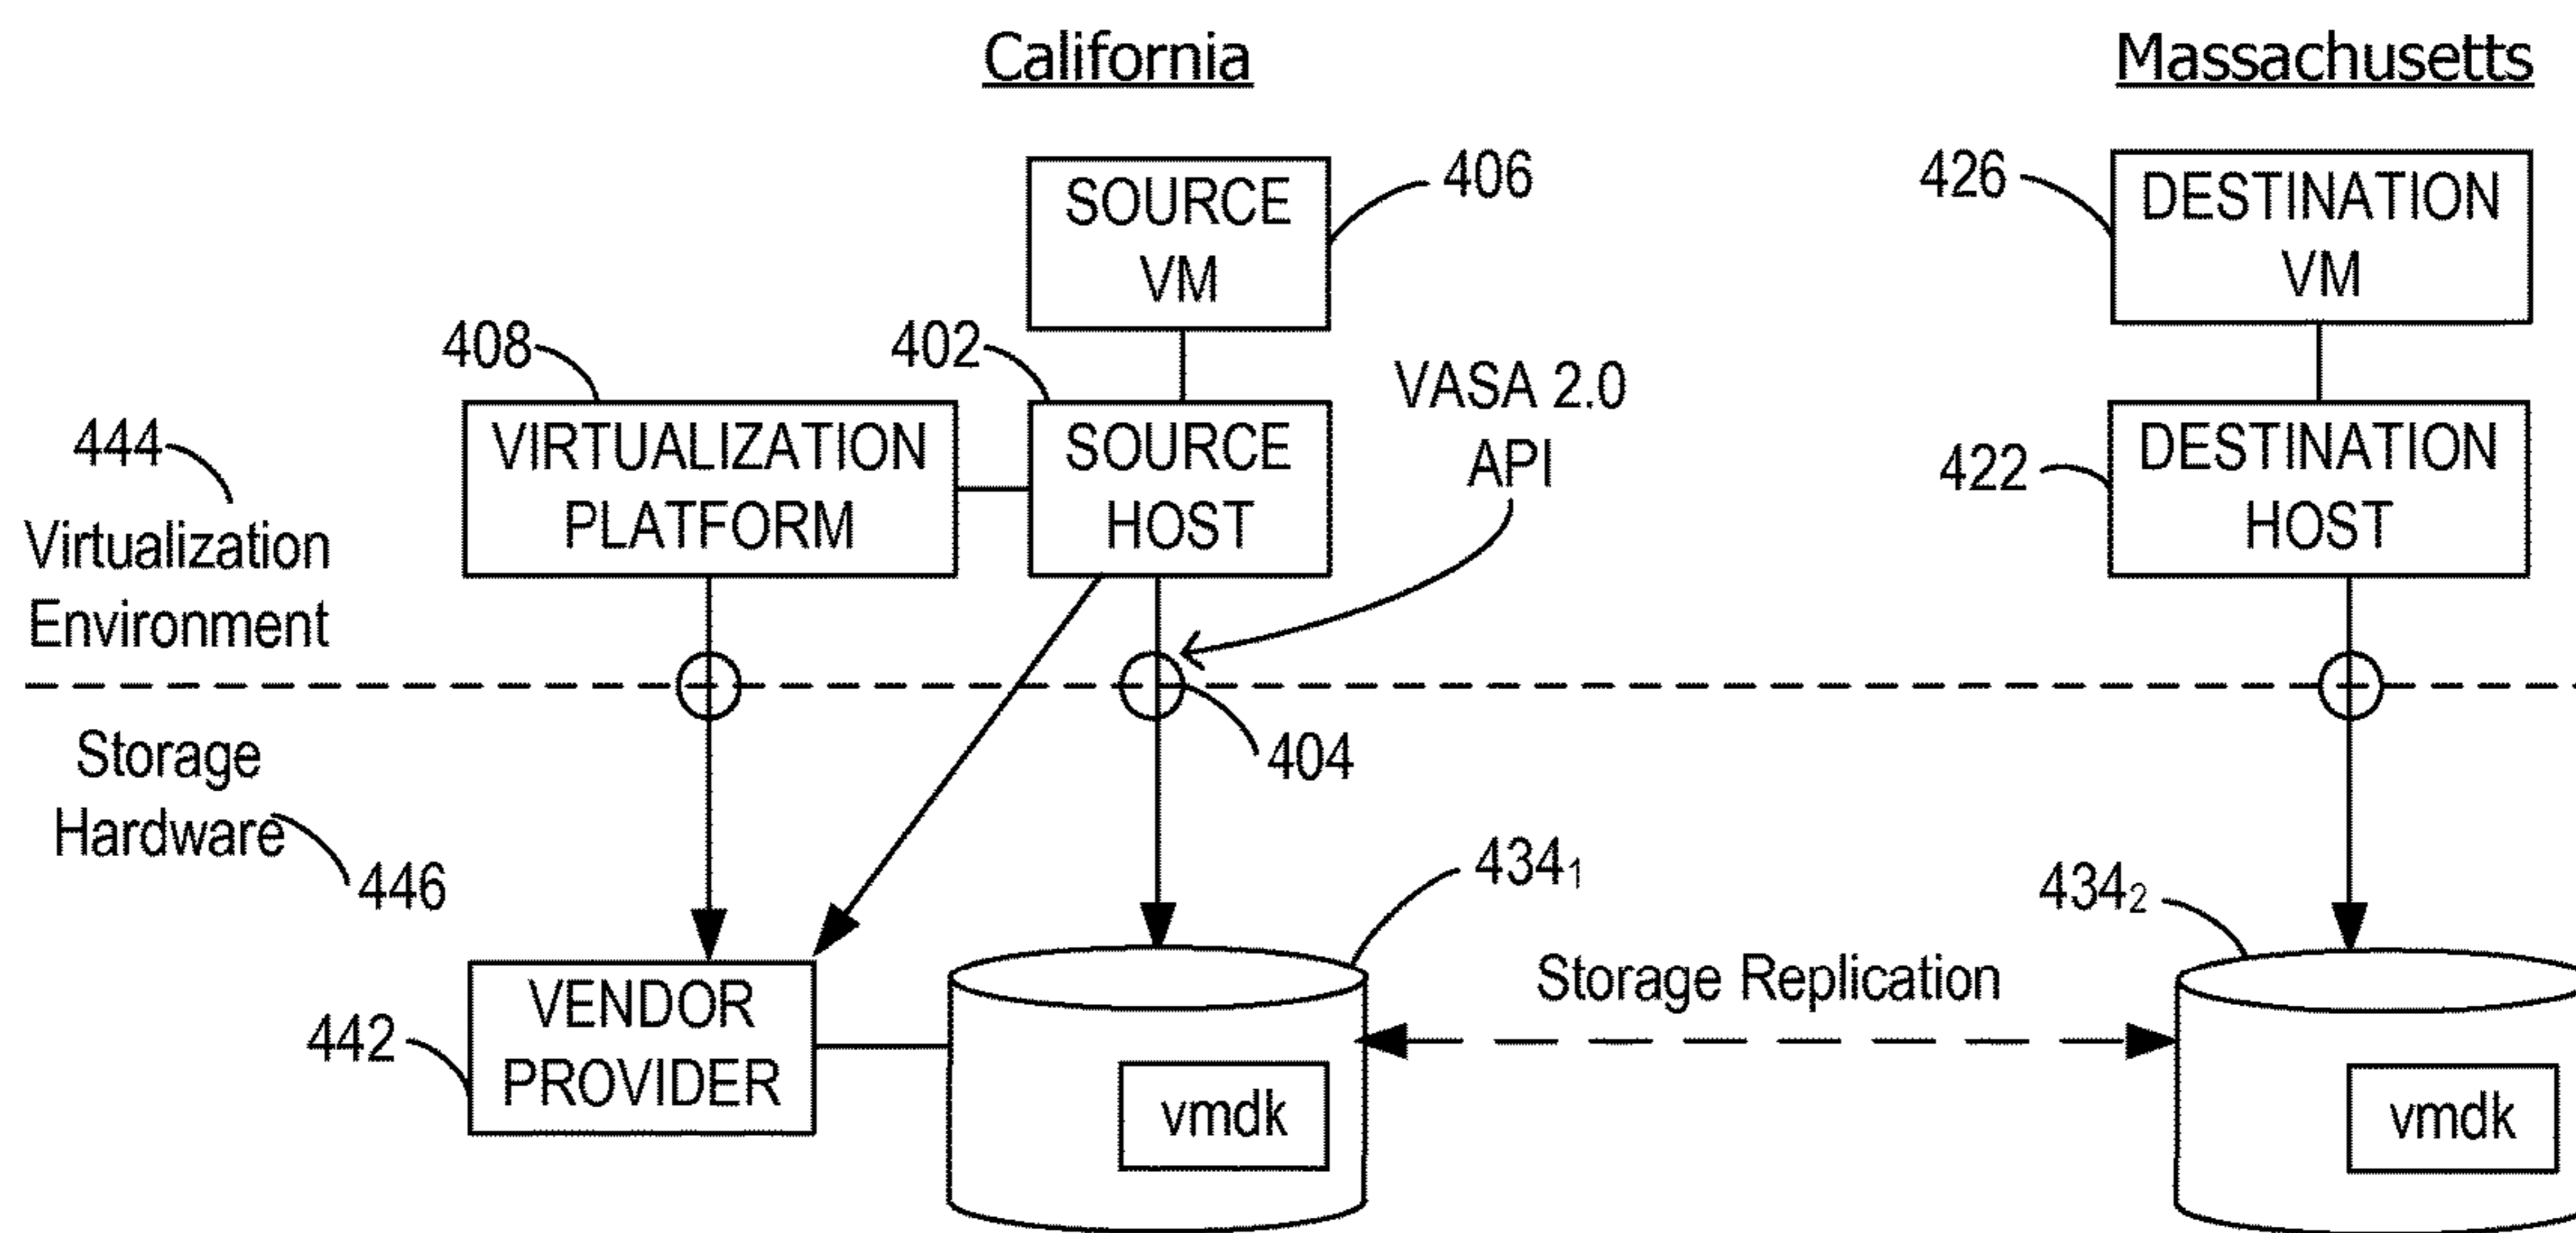 California
Massachusetts
SOURCE
VM
406
426
DESTINATION
VM
408
402
VASA 2.0
API
444
Virtualization
Environment
VIRTUALIZATION
PLATFORM
SOURCE
HOST
422
DESTINATION
HOST
404
Storage
Hardware
446
434₁
434₂
Storage Replication
442
VENDOR
PROVIDER
vmdk
vmdk